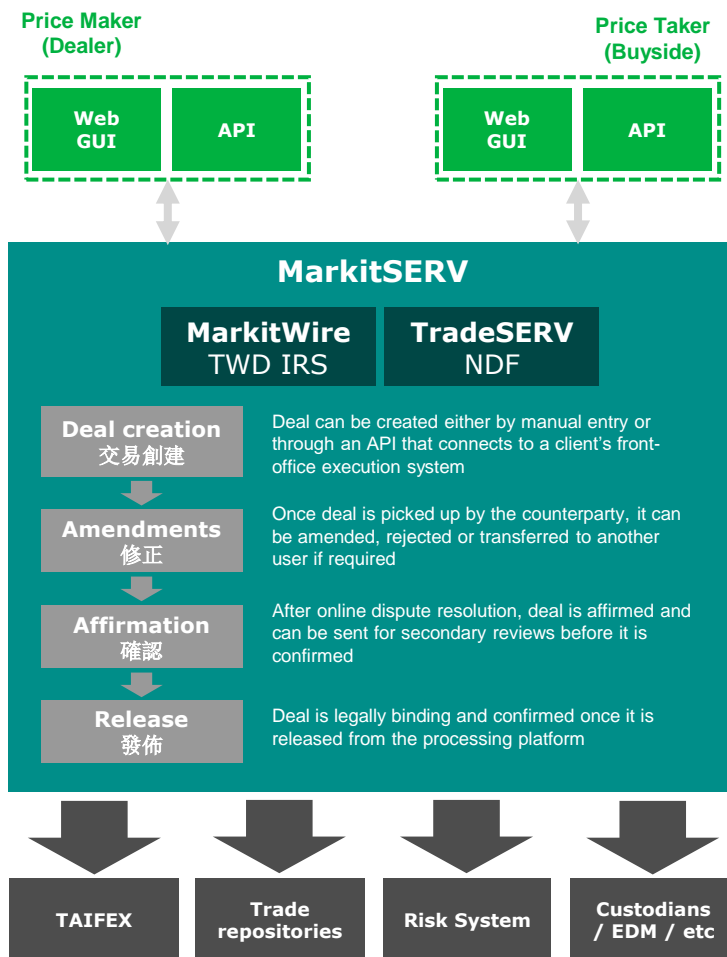 Price Maker
(Dealer)
Price Taker
(Buyside)
Web
GUI
API
Web
GUI
API
MarkitSERV
MarkitWire
TWD IRS
TradeSERV
NDF
Deal creation
交易創建
Deal can be created either by manual entry or
through an API that connects to a client’s front-
office execution system
Amendments
修正
Once deal is picked up by the counterparty, it can
be amended, rejected or transferred to another
user if required
Affirmation
確認
After online dispute resolution, deal is affirmed and
can be sent for secondary reviews before it is
confirmed
Release
發佈
Deal is legally binding and confirmed once it is
released from the processing platform
TAIFEX
Trade
repositories
Risk System
Custodians
/ EDM / etc